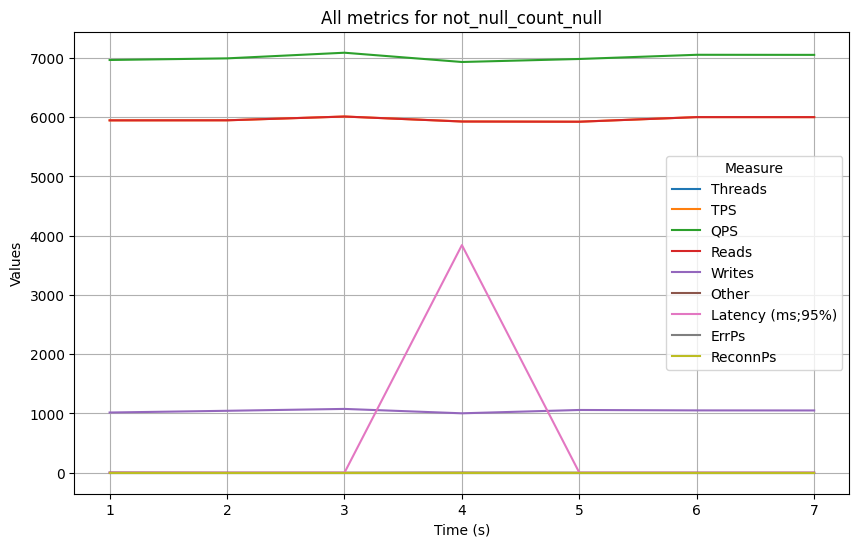 All metrics for not_null_count_null
Values
7000
6000
5000
4000
3000
2000
1000
0
Measure
Threads
TPS
QPS
Reads
Writes
Other
Latency (ms;95%)
ErrPs
ReconnPs
1 2 3 4 5 6 7
Time (s)